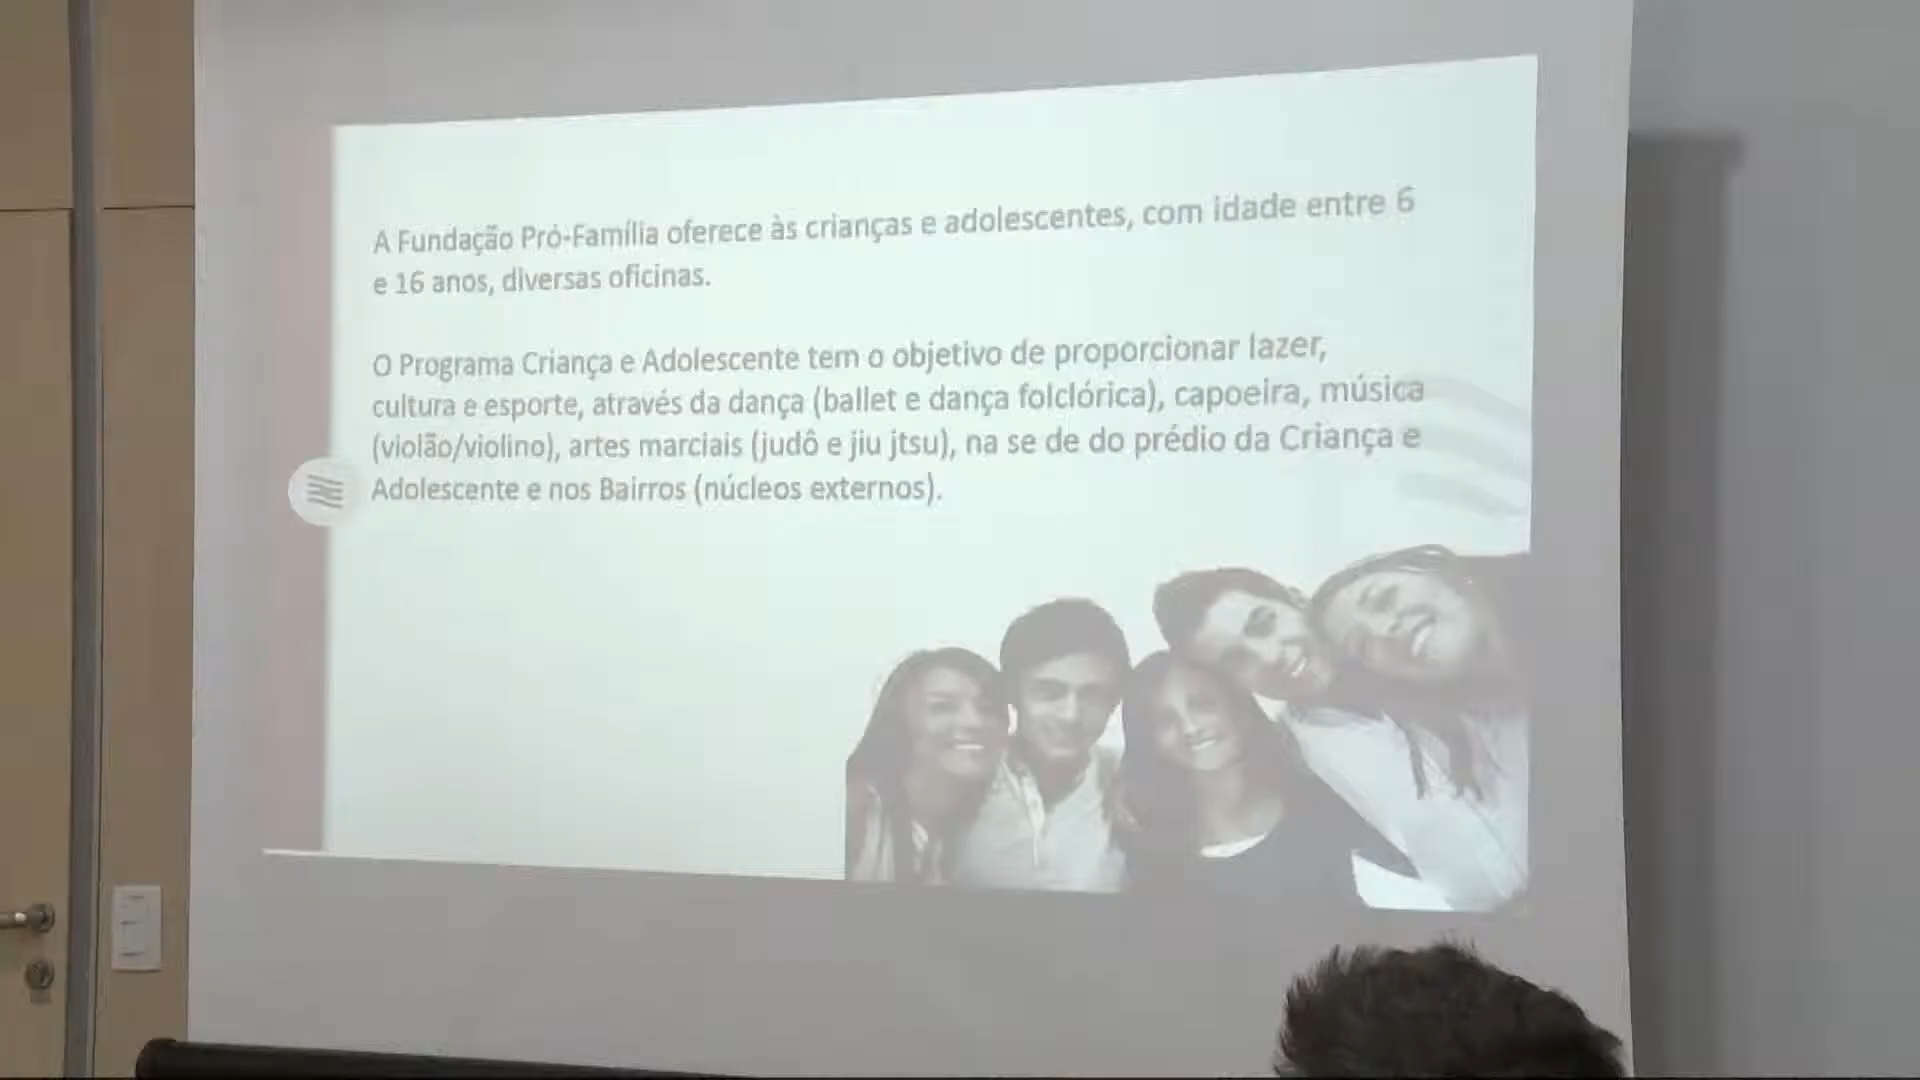 A Fundação Pró-Família oferece às crianças e adolescentes, com idade entre 6
e 16 anos, diversas oficinas.
O Programa Criança e Adolescente tem o objetivo de proporcionar lazer,
cultura e esporte, através da dança (ballet e dança folclórica), capoeira, música
(violão/violino), artes marciais (judô e jiu jtsu), na se de do prédio da Criança e
Adolescente e nos Bairros (núcleos externos).